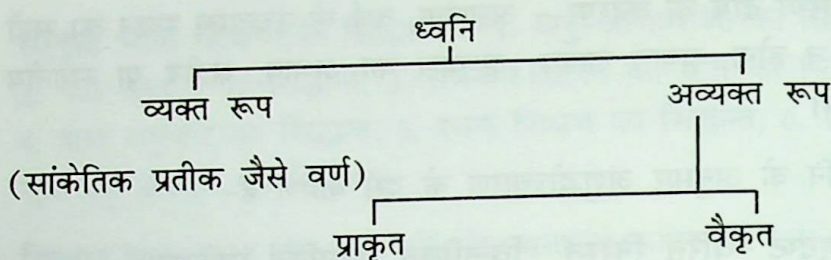 ध्वनि
व्यक्त रूप अव्यक्त रूप
(सांकेतिक प्रतीक जैसे वर्ण)
प्राकृत वैकृत